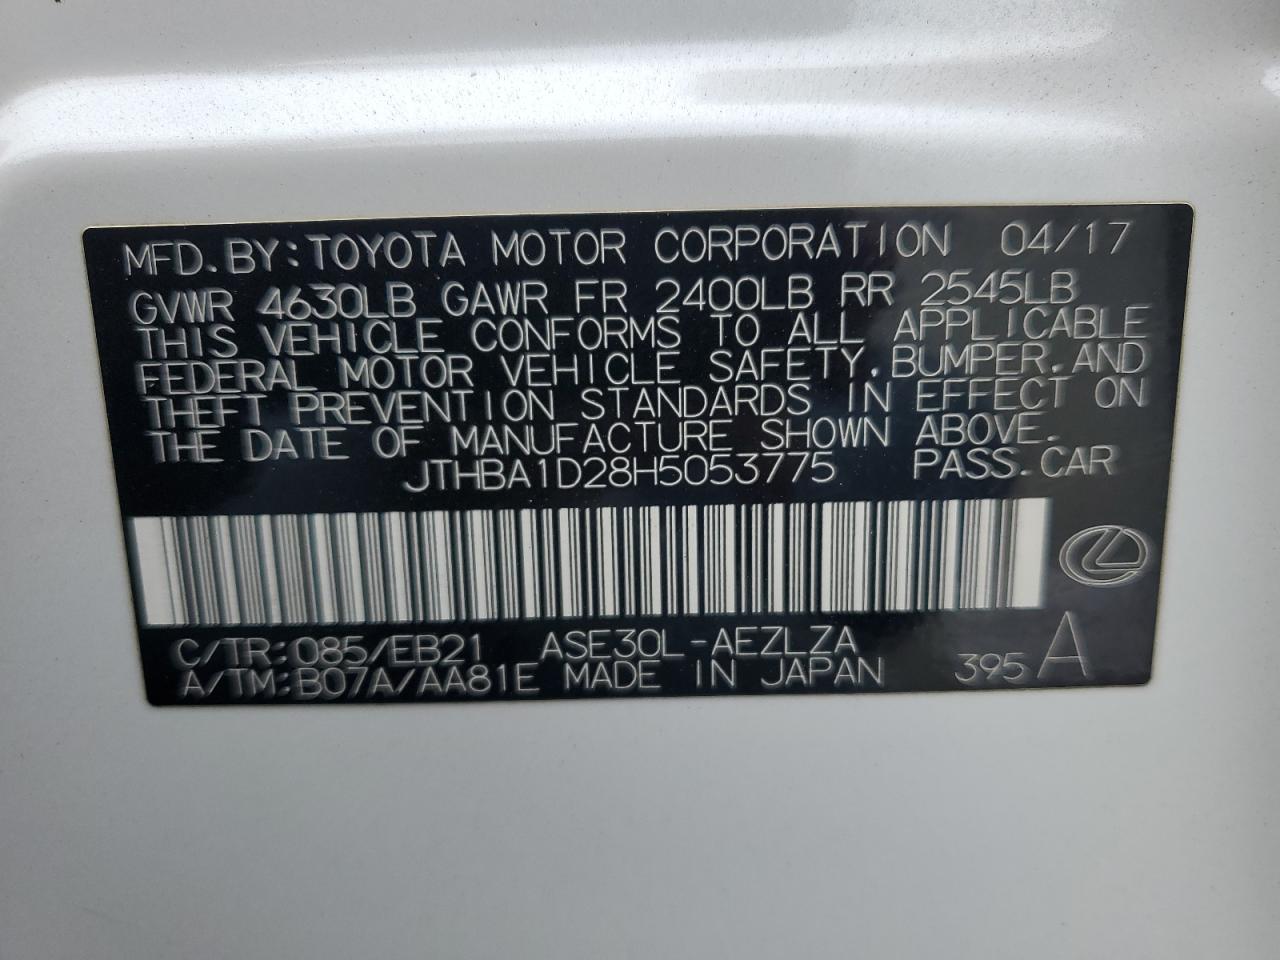 MFD.BY:TOYOTA MOTOR CORPORATION 04/17
GVWR 4630LB GAWR FR 2400LB RR 2545LB
THIS VEHICLE CONFORMS TO ALL APPLICABLE
FEDERAL MOTOR VEHICLE SAFETY,BUMPER,AND
THEFT PREVENTION STANDARDS IN EFFECT ON
THE DATE OF MANUFACTURE SHOWN ABOVE.
JTHBA1D28H5053775 PASS.CAR
C/TR:085/EB21 ASE30L-AEZLZA
A/TM:B07A/AA81E MADE IN JAPAN 395 A